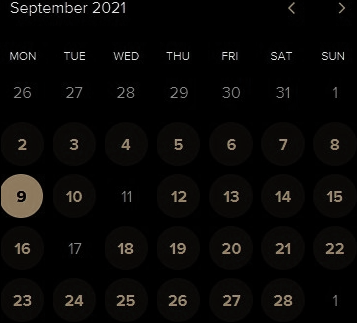 September 2021
MON TUE WED THU FRI SAT SUN
26 27 28 29 30 31 1
2 3 4 5 6 7 8
9 10 11 12 13 14 15
16 17 18 19 20 21 22
23 24 25 26 27 28 1